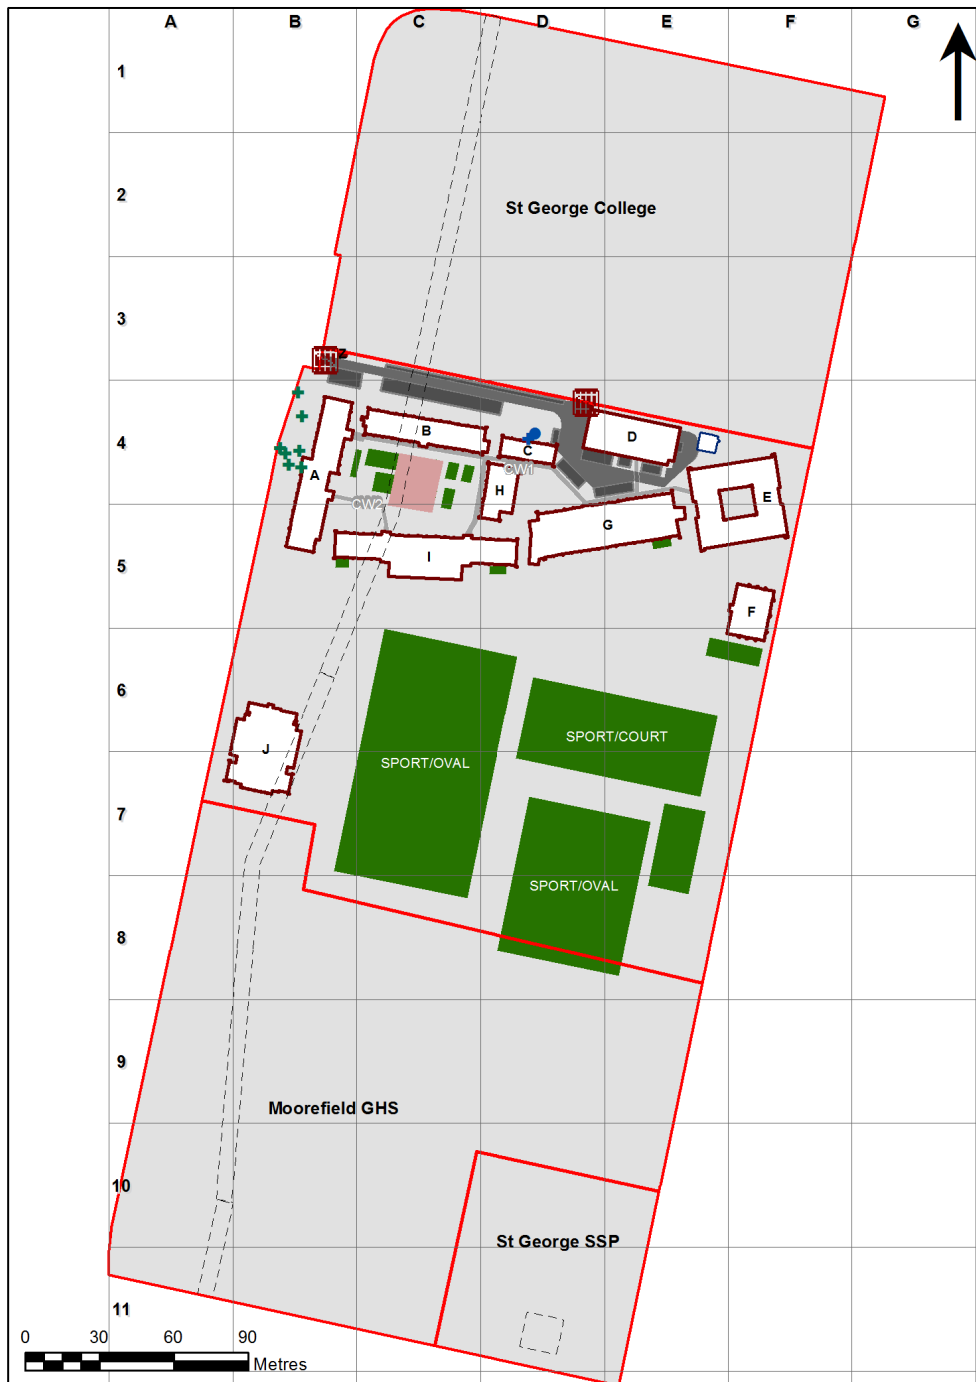 A B C D E F G
1
2
St George College
3
Z
4
B
D
C
A
CW1
H
E
CW2
G
5
I
F
6
SPORT/COURT
J
SPORT/OVAL
7
SPORT/OVAL
8
9
Moorefield GHS
10
St George SSP
11
0 30 60 90
Metres